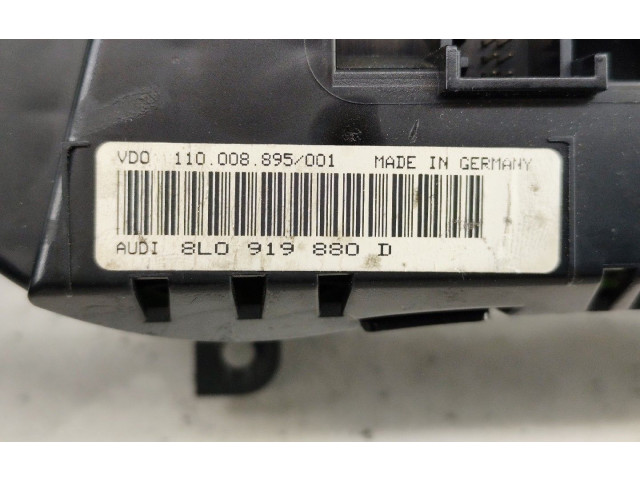 VDO 110.008.895/001 MADE IN GERMANY
AUDI 8L0 919 880 D